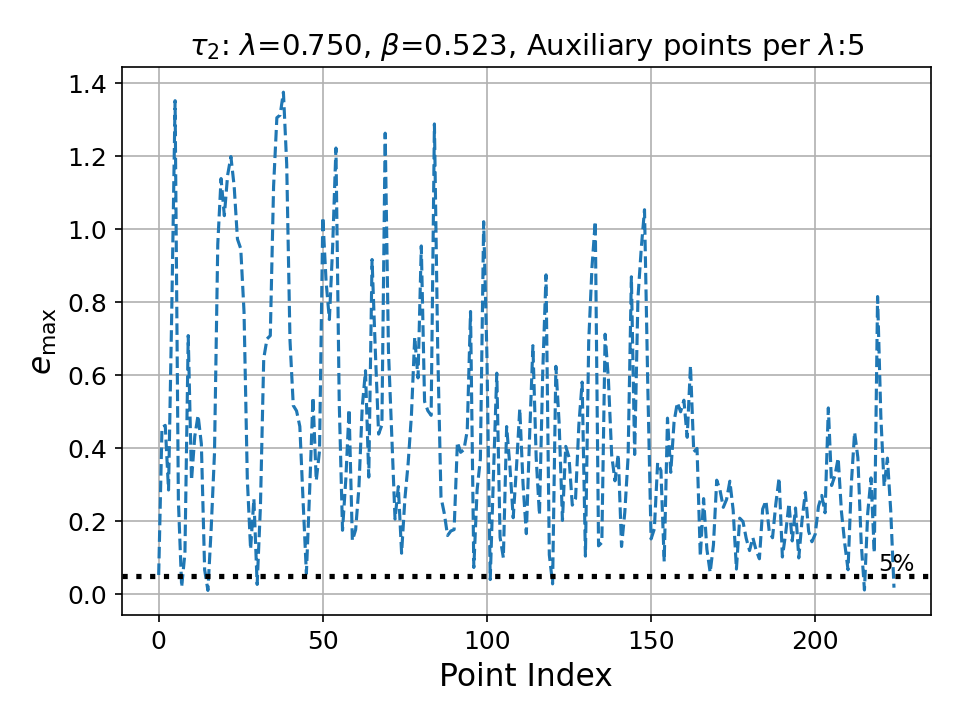 τ₂: λ=0.750, β=0.523, Auxiliary points per λ:5
1.4
1.2
1.0
0.8
0.6
0.4
0.2
0.0
e_max
5%
0 50 100 150 200
Point Index